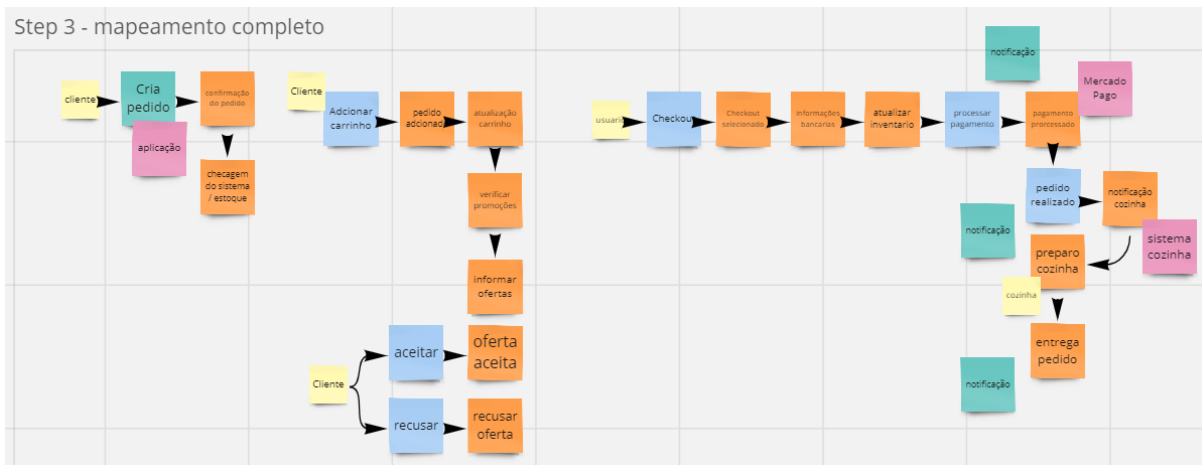 Step 3 - mapeamento completo
cliente
Cria
pedido
confirmação
do pedido
aplicação
checagem
do sistema
/ estoque
Cliente
Adcionar
carrinho
pedido
adcionad
atualização
carrinho
verificar
promoções
informar
ofertas
Cliente
aceitar
oferta
aceita
recusar
recusar
oferta
usuario
Checkou
Checkout
selecionado
informações
bancarias
atualizar
inventario
processar
pagamento
pagamento
processado
notificação
Mercado
Pago
pedido
realizado
notificação
cozinha
notificação
sistema
cozinha
preparo
cozinha
cozinha
entrega
pedido
notificação